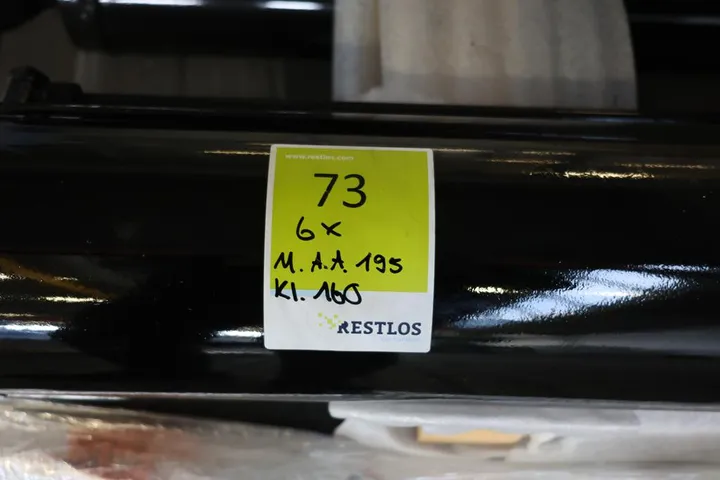 www.restlos.com
73
6x
M.A.A. 195
Kl. 160
RESTLOS